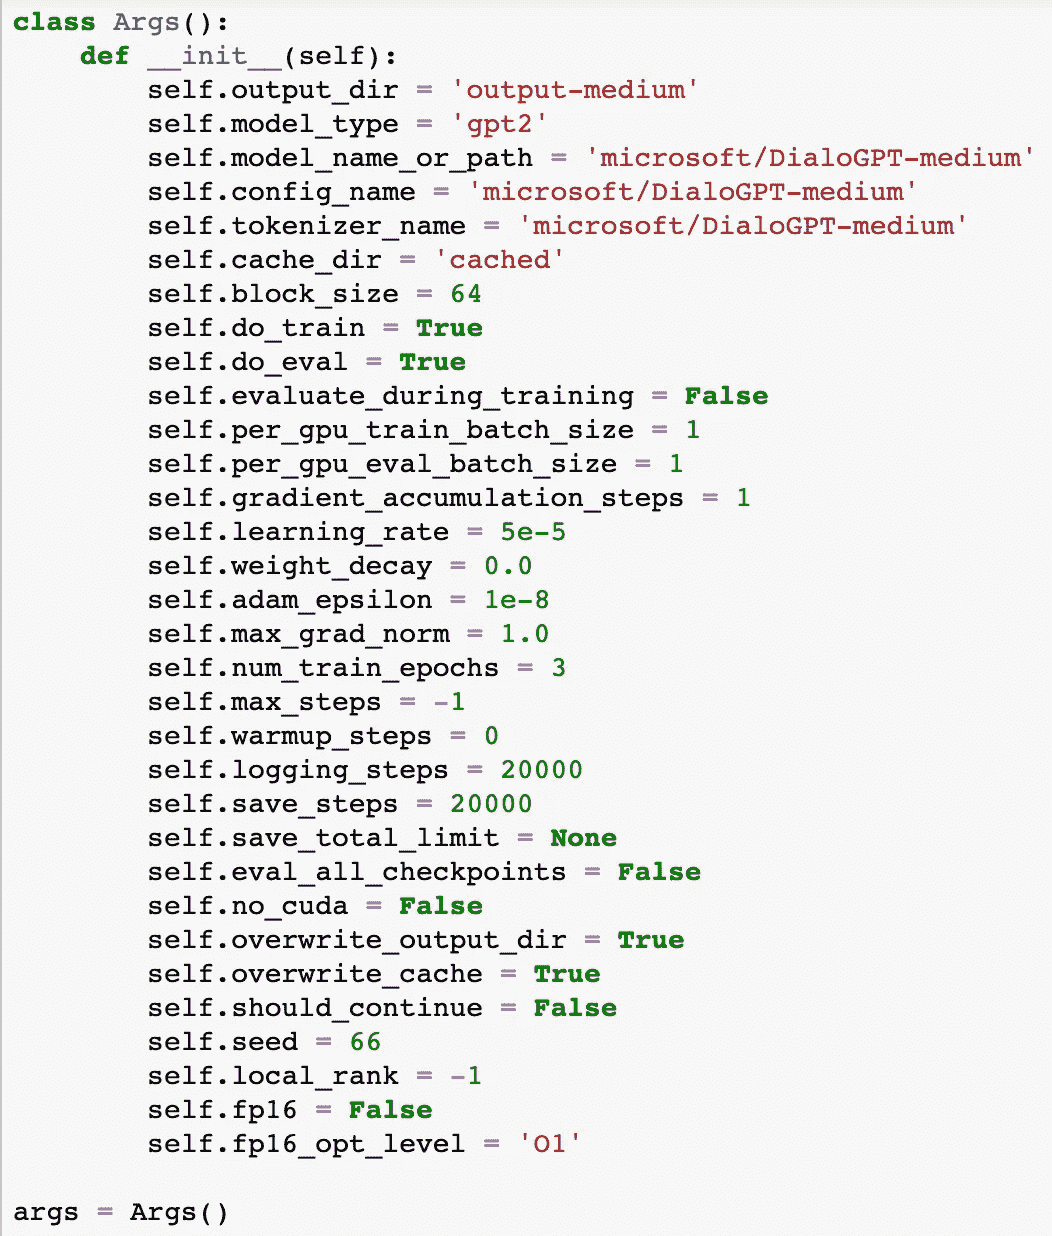 class Args():
    def __init__(self):
        self.output_dir = 'output-medium'
        self.model_type = 'gpt2'
        self.model_name_or_path = 'microsoft/DialoGPT-medium'
        self.config_name = 'microsoft/DialoGPT-medium'
        self.tokenizer_name = 'microsoft/DialoGPT-medium'
        self.cache_dir = 'cached'
        self.block_size = 64
        self.do_train = True
        self.do_eval = True
        self.evaluate_during_training = False
        self.per_gpu_train_batch_size = 1
        self.per_gpu_eval_batch_size = 1
        self.gradient_accumulation_steps = 1
        self.learning_rate = 5e-5
        self.weight_decay = 0.0
        self.adam_epsilon = 1e-8
        self.max_grad_norm = 1.0
        self.num_train_epochs = 3
        self.max_steps = -1
        self.warmup_steps = 0
        self.logging_steps = 20000
        self.save_steps = 20000
        self.save_total_limit = None
        self.eval_all_checkpoints = False
        self.no_cuda = False
        self.overwrite_output_dir = True
        self.overwrite_cache = True
        self.should_continue = False
        self.seed = 66
        self.local_rank = -1
        self.fp16 = False
        self.fp16_opt_level = 'O1'

args = Args()